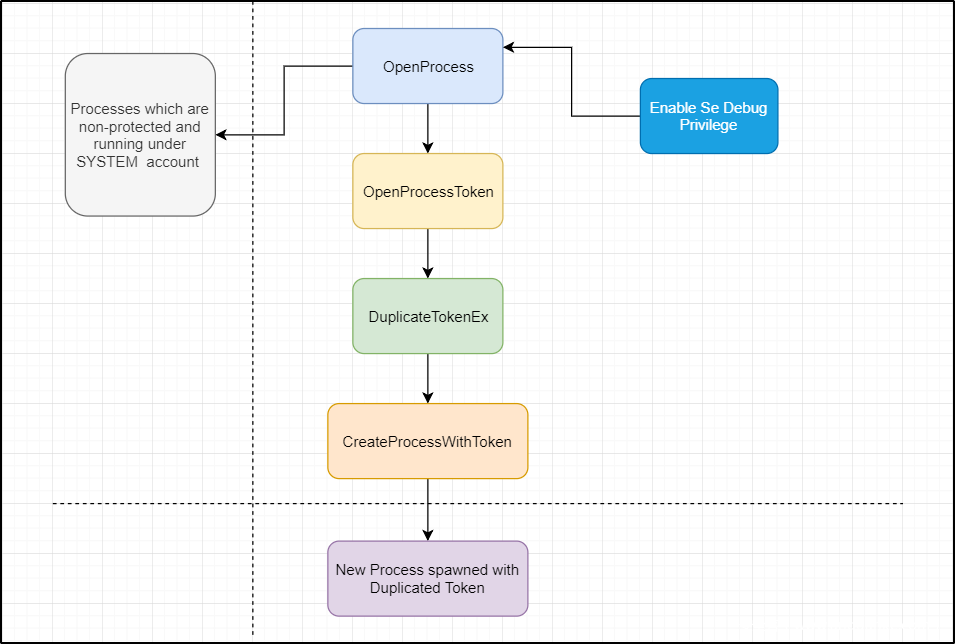 OpenProcess
Enable Se Debug
Privilege
Processes which are
non-protected and
running under
SYSTEM account
OpenProcessToken
DuplicateTokenEx
CreateProcessWithToken
New Process spawned with
Duplicated Token